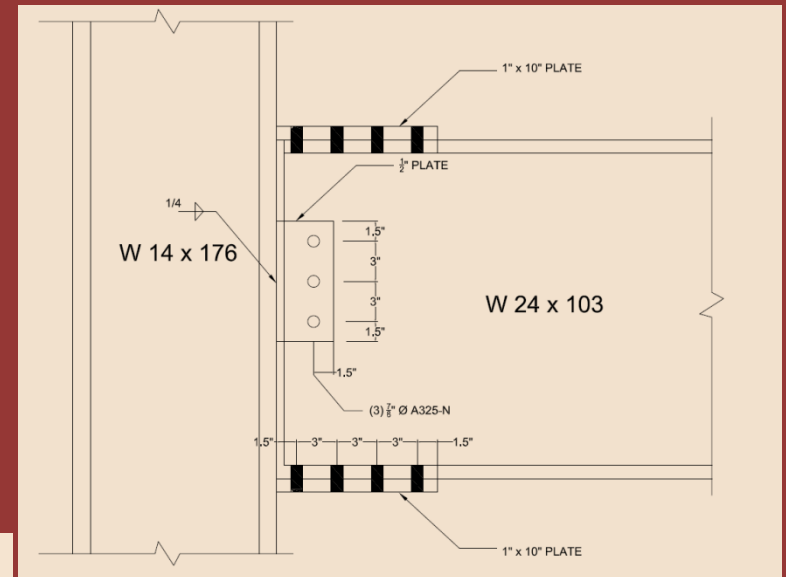 1" x 10" PLATE
½" PLATE
1/4
1.5"
W 14 x 176
3"
W 24 x 103
3"
1.5"
1.5"
(3) ⅞" Ø A325-N
1.5" 3" 3" 3" 1.5"
1" x 10" PLATE